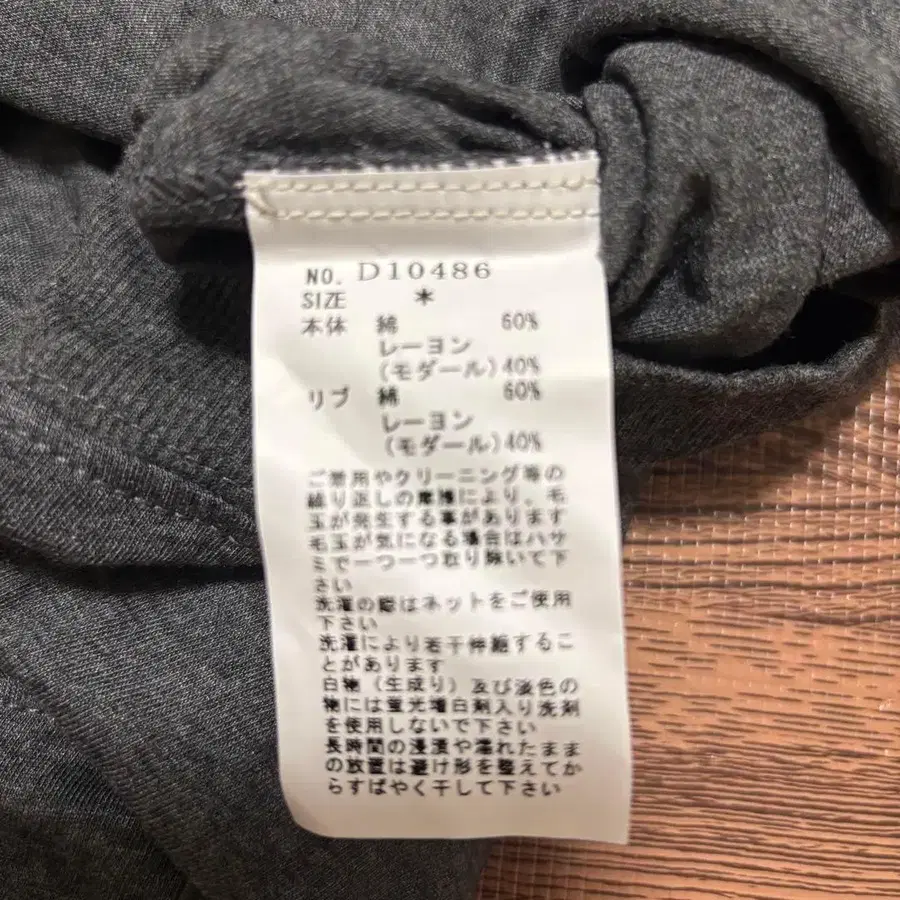 NO. D10486
SIZE *
本体 綿 60%
レーヨン
(モダール)40%
リブ 綿 60%
レーヨン
(モダール)40%
ご着用やクリーニング等の
繰り返しの摩擦により、毛
玉が発生する事があります
毛玉が気になる場合はハサ
ミで一つ一つ取り除いて下
さい
洗濯の際はネットをご使用
下さい
洗濯により若干伸縮するこ
とがあります
白物(生成り)及び淡色の
物には蛍光増白剤入り洗剤
を使用しないで下さい
長時間の浸漬や濡れたまま
の放置は避け形を整えてか
らすばやく干して下さい